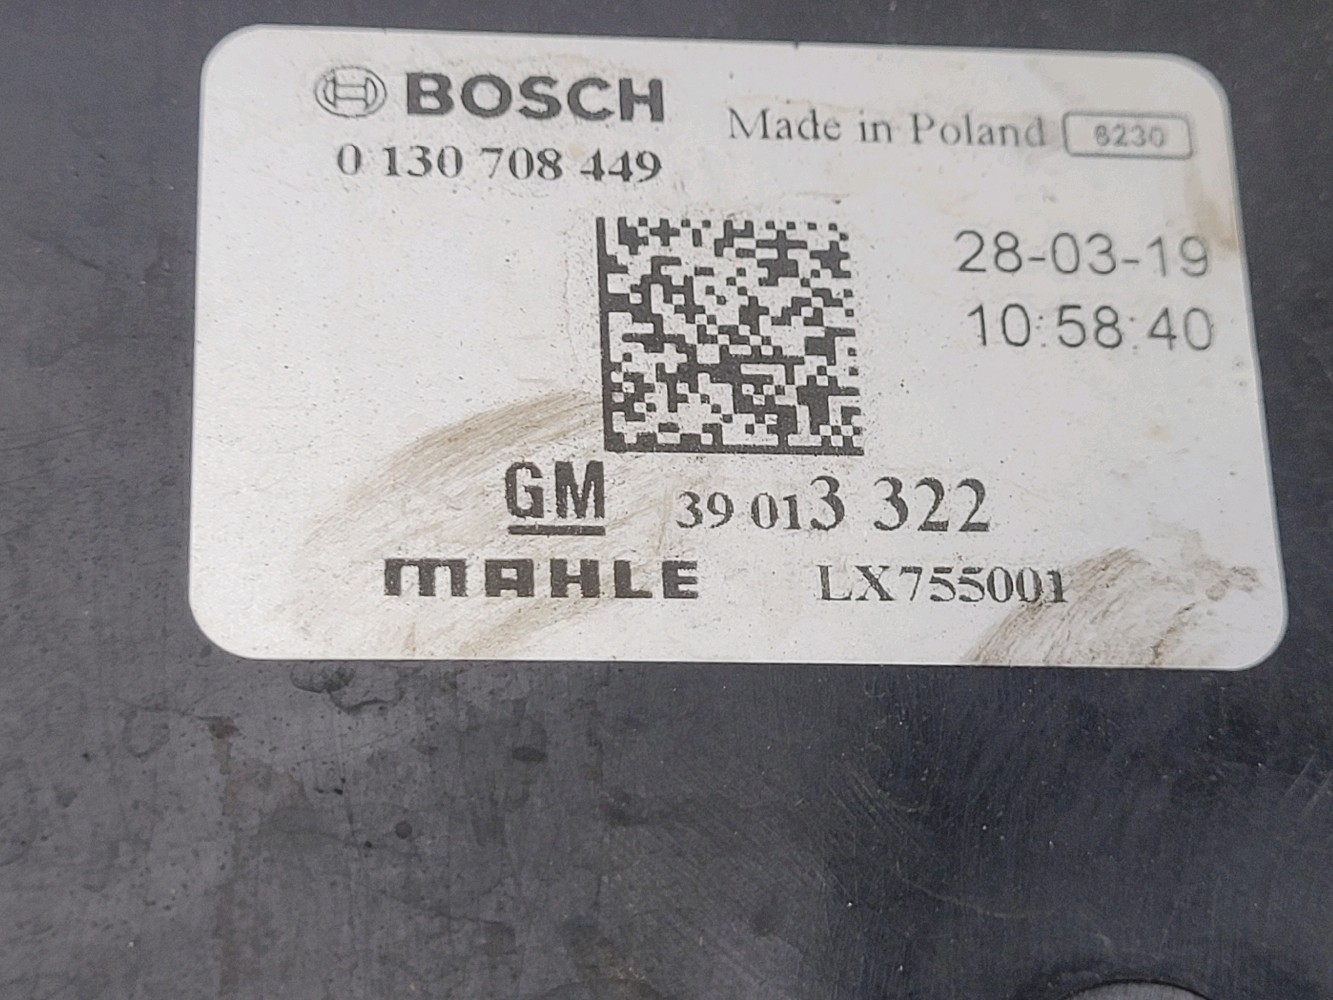 BOSCH
0 130 708 449
Made in Poland 6230
28-03-19
10:58:40
GM 39 013 322
MAHLE LX755001